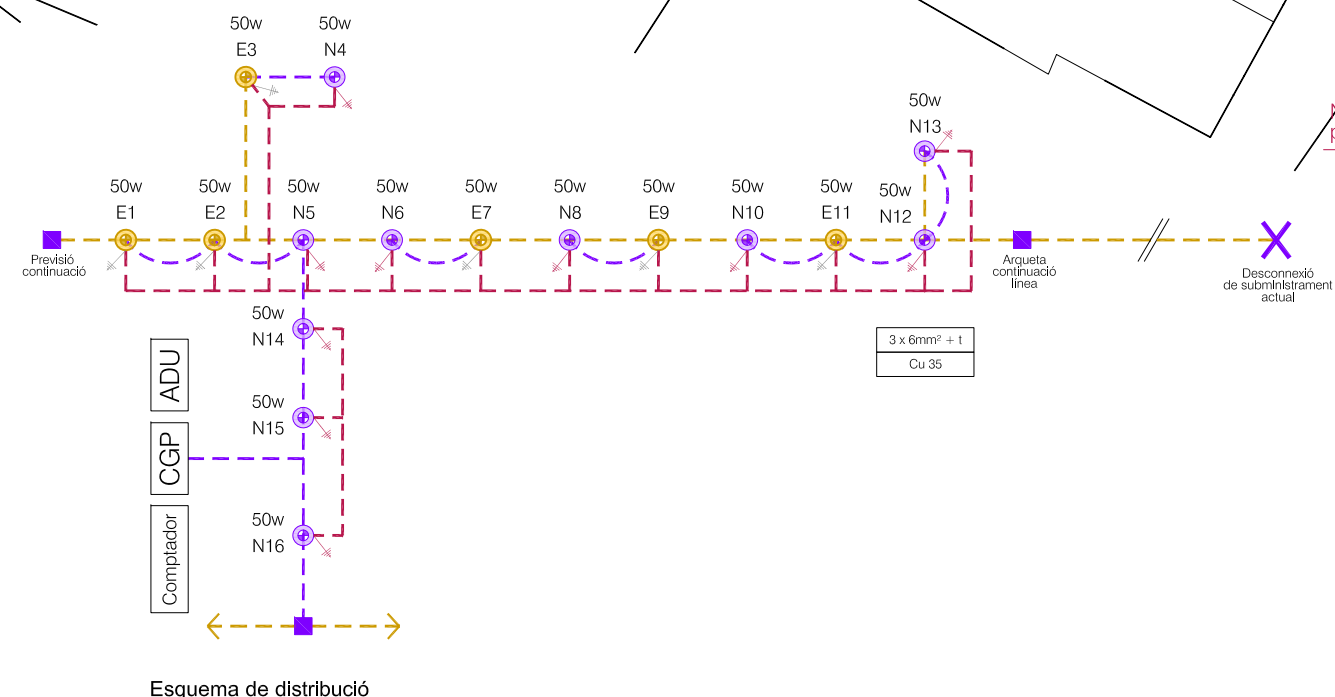 50w
E3
50w
N4
50w
N13
50w
E1
50w
E2
50w
N5
50w
N6
50w
E7
50w
N8
50w
E9
50w
N10
50w
E11
50w
N12
Previsió
continuació
Arqueta
continuació
línea
Desconnexió
de subministrament
actual
50w
N14
3 x 6mm² + t
Cu 35
ADU
50w
N15
CGP
50w
N16
Comptador
Esquema de distribució